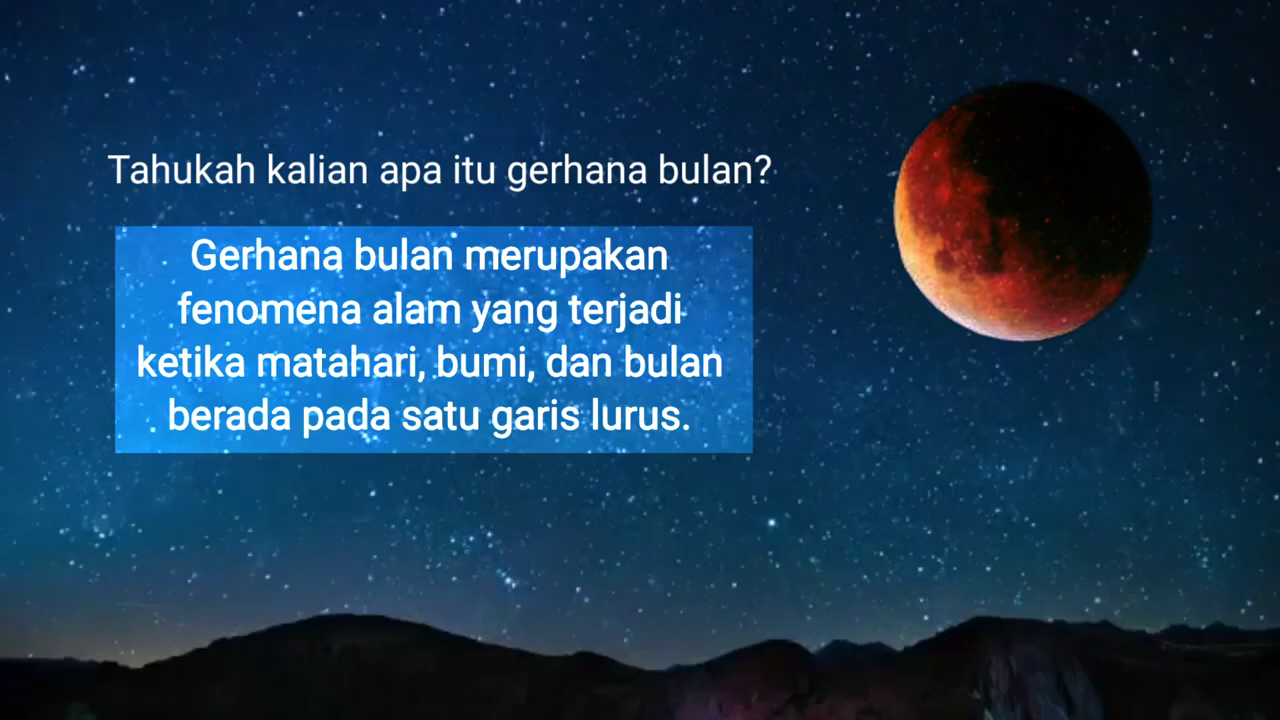 Tahukah kalian apa itu gerhana bulan?
Gerhana bulan merupakan
fenomena alam yang terjadi
ketika matahari, bumi, dan bulan
berada pada satu garis lurus.